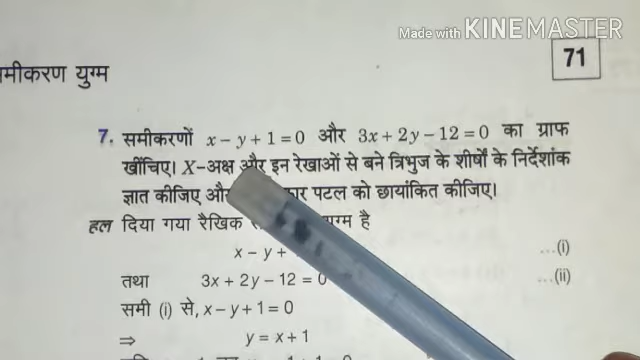 Made with KINEMASTER
71
मीकरण युग्म
7. समीकरणों x – y + 1 = 0 और 3x + 2y – 12 = 0 का ग्राफ
खींचिए। X-अक्ष और इन रेखाओं से बने त्रिभुज के शीर्षों के निर्देशांक
ज्ञात कीजिए पटल को छायांकित कीजिए।
हल दिया गया रैखिक है
x – y + ...(i)
तथा 3x + 2y – 12 = 0 ...(ii)
समी (i) से, x – y + 1 = 0
⇒ y = x + 1